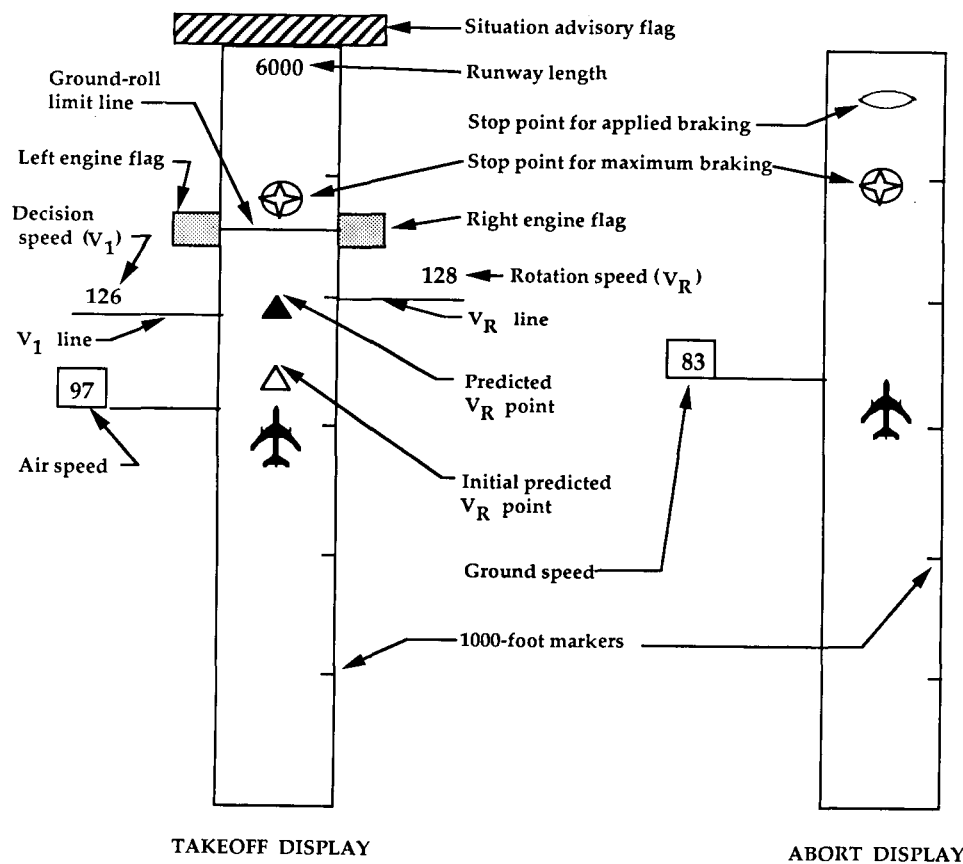 Situation advisory flag
6000
Runway length
Ground-roll
limit line
Stop point for applied braking
Left engine flag
Stop point for maximum braking
Decision
speed (V1)
Right engine flag
126
128
Rotation speed (VR)
V1 line
VR line
83
97
Predicted
VR point
Air speed
Initial predicted
VR point
Ground speed
1000-foot markers
TAKEOFF DISPLAY
ABORT DISPLAY